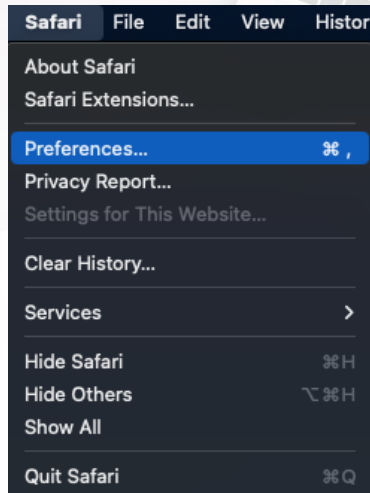 Safari File Edit View Histor
About Safari
Safari Extensions...
Preferences... ⌘ ,
Privacy Report...
Settings for This Website...
Clear History...
Services >
Hide Safari ⌘H
Hide Others ⌥⌘H
Show All
Quit Safari ⌘Q